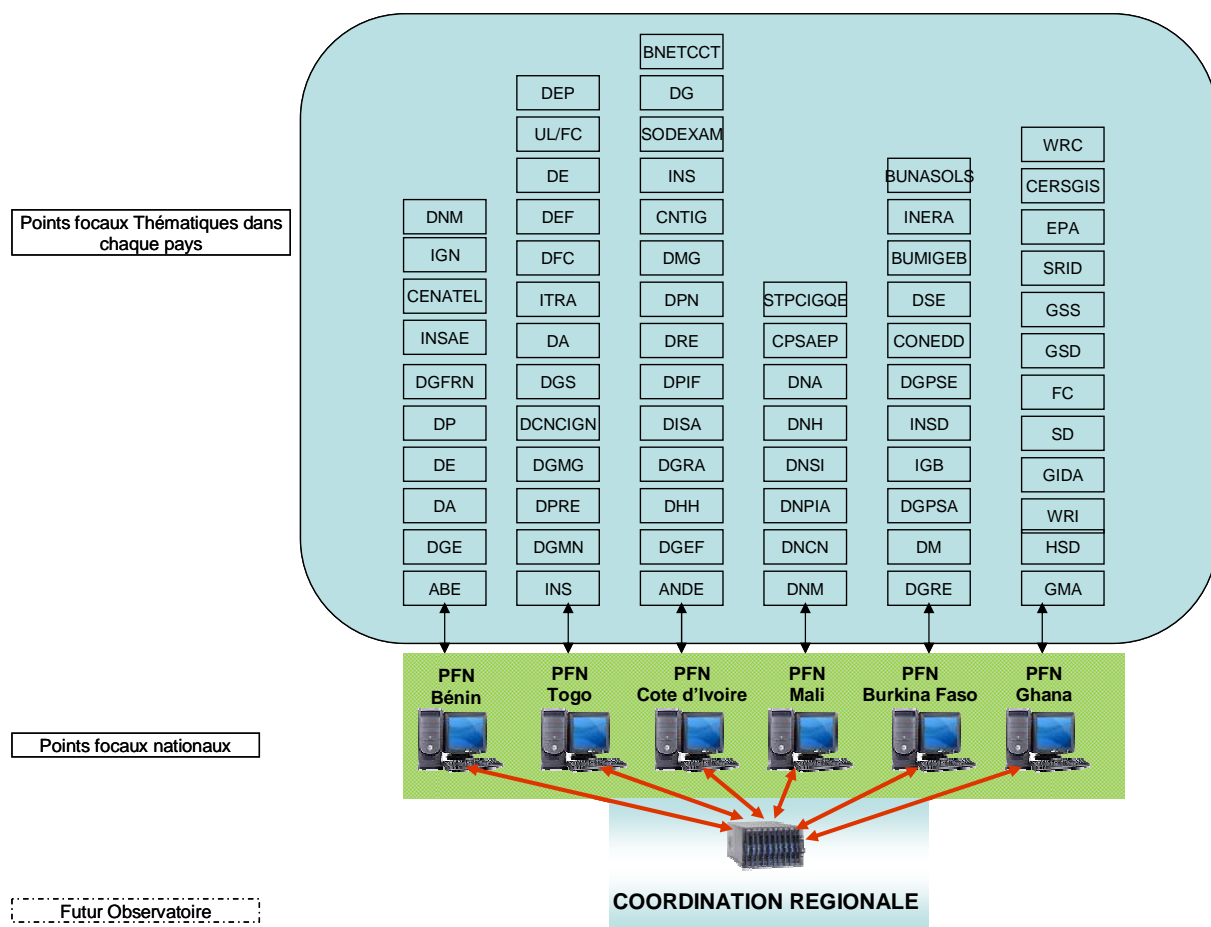 Points focaux Thématiques dans
chaque pays
DNM
IGN
CENATEL
INSAE
DGFRN
DP
DE
DA
DGE
ABE
DEP
UL/FC
DE
DEF
DFC
ITRA
DA
DGS
DCNCIGN
DGMG
DPRE
DGMN
INS
BNETCCT
DG
SODEXAM
INS
CNTIG
DMG
DPN
DRE
DPIF
DISA
DGRA
DHH
DGEF
ANDE
STPCIGQE
CPSAEP
DNA
DNH
DNSI
DNPIA
DNCN
DNM
BUNASOLS
INERA
BUMIGEB
DSE
CONEDD
DGPSE
INSD
IGB
DGPSA
DM
DGRE
WRC
CERSGIS
EPA
SRID
GSS
GSD
FC
SD
GIDA
WRI
HSD
GMA
Points focaux nationaux
PFN
Bénin
PFN
Togo
PFN
Cote d'Ivoire
PFN
Mali
PFN
Burkina Faso
PFN
Ghana
Futur Observatoire
COORDINATION REGIONALE